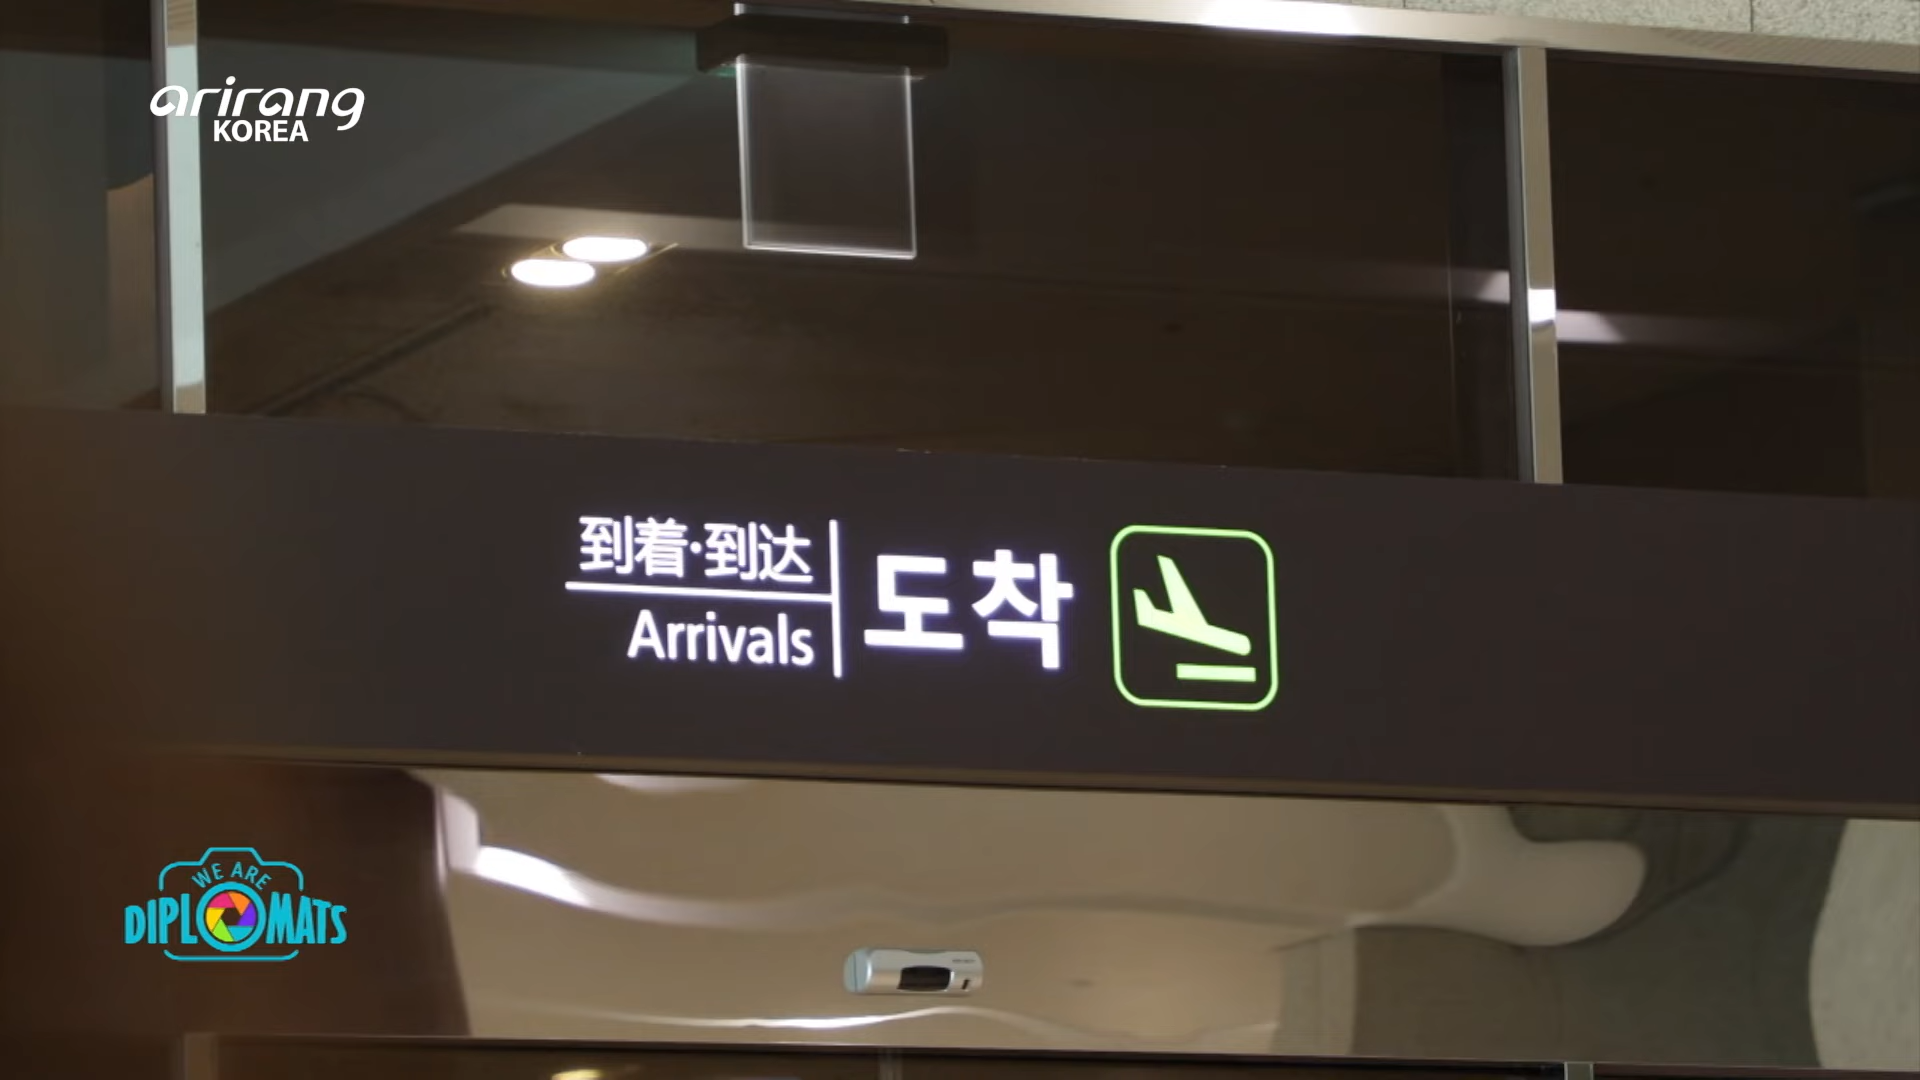 arirang
KOREA
到着·到达
Arrivals
도착
WE ARE
DIPLOMATS